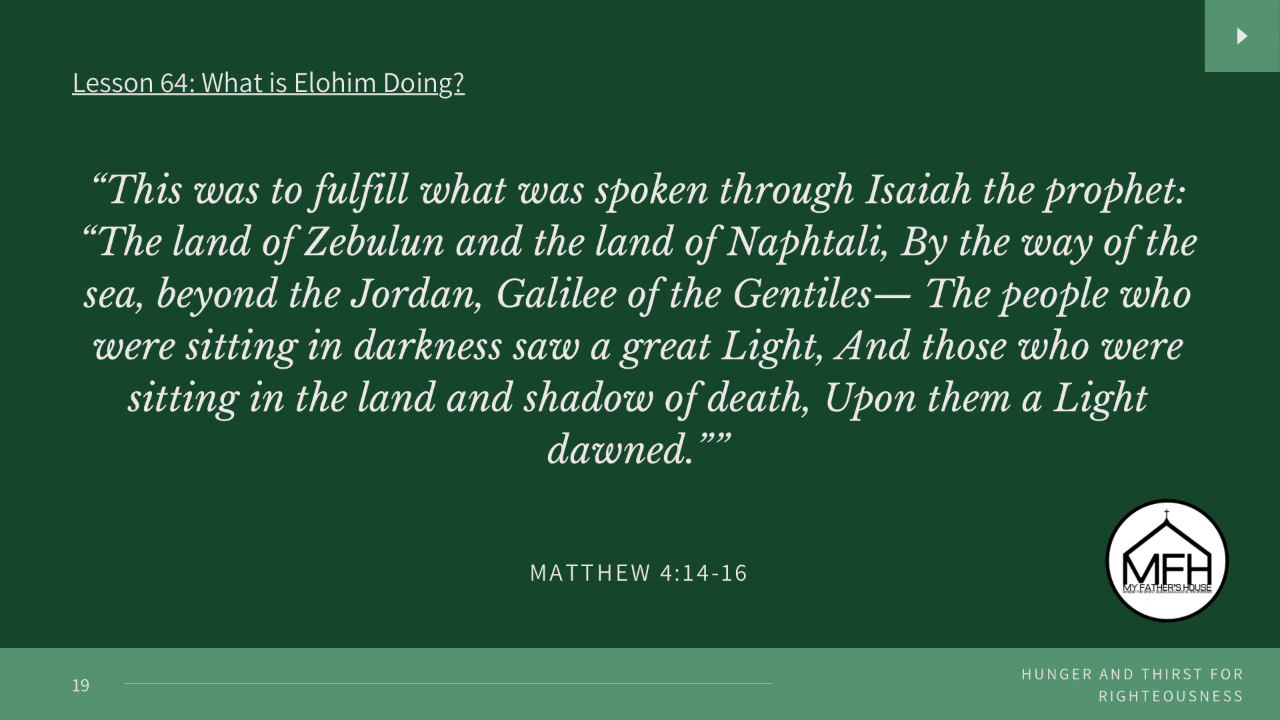 Lesson 64: What is Elohim Doing?
“This was to fulfill what was spoken through Isaiah the prophet:
“The land of Zebulun and the land of Naphtali, By the way of the
sea, beyond the Jordan, Galilee of the Gentiles— The people who
were sitting in darkness saw a great Light, And those who were
sitting in the land and shadow of death, Upon them a Light
dawned.””
MATTHEW 4:14-16
MFH
MY FATHER'S HOUSE
19
HUNGER AND THIRST FOR
RIGHTEOUSNESS